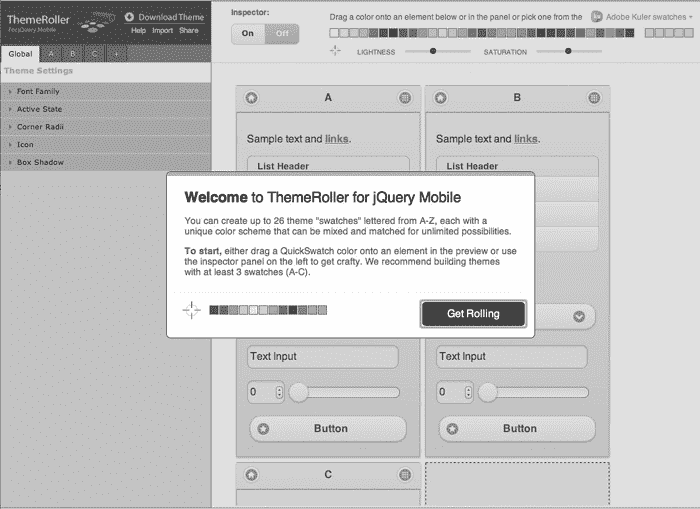 ThemeRoller
For jQuery Mobile
Download Theme
Help Import Share
Inspector:
On Off
Drag a color onto an element below or in the panel or pick one from the
Adobe Kuler swatches
LIGHTNESS
SATURATION
Global A B C +
Theme Settings
Font Family
Active State
Corner Radii
Icon
Box Shadow
A
Sample text and links.
List Header
B
Sample text and links.
List Header
Welcome to ThemeRoller for jQuery Mobile
You can create up to 26 theme "swatches" lettered from A-Z, each with a
unique color scheme that can be mixed and matched for unlimited possibilities.
To start, either drag a QuickSwatch color onto an element in the preview or use
the inspector panel on the left to get crafty. We recommend building themes
with at least 3 swatches (A-C).
Get Rolling
Text Input
0
Button
Text Input
0
Button
C